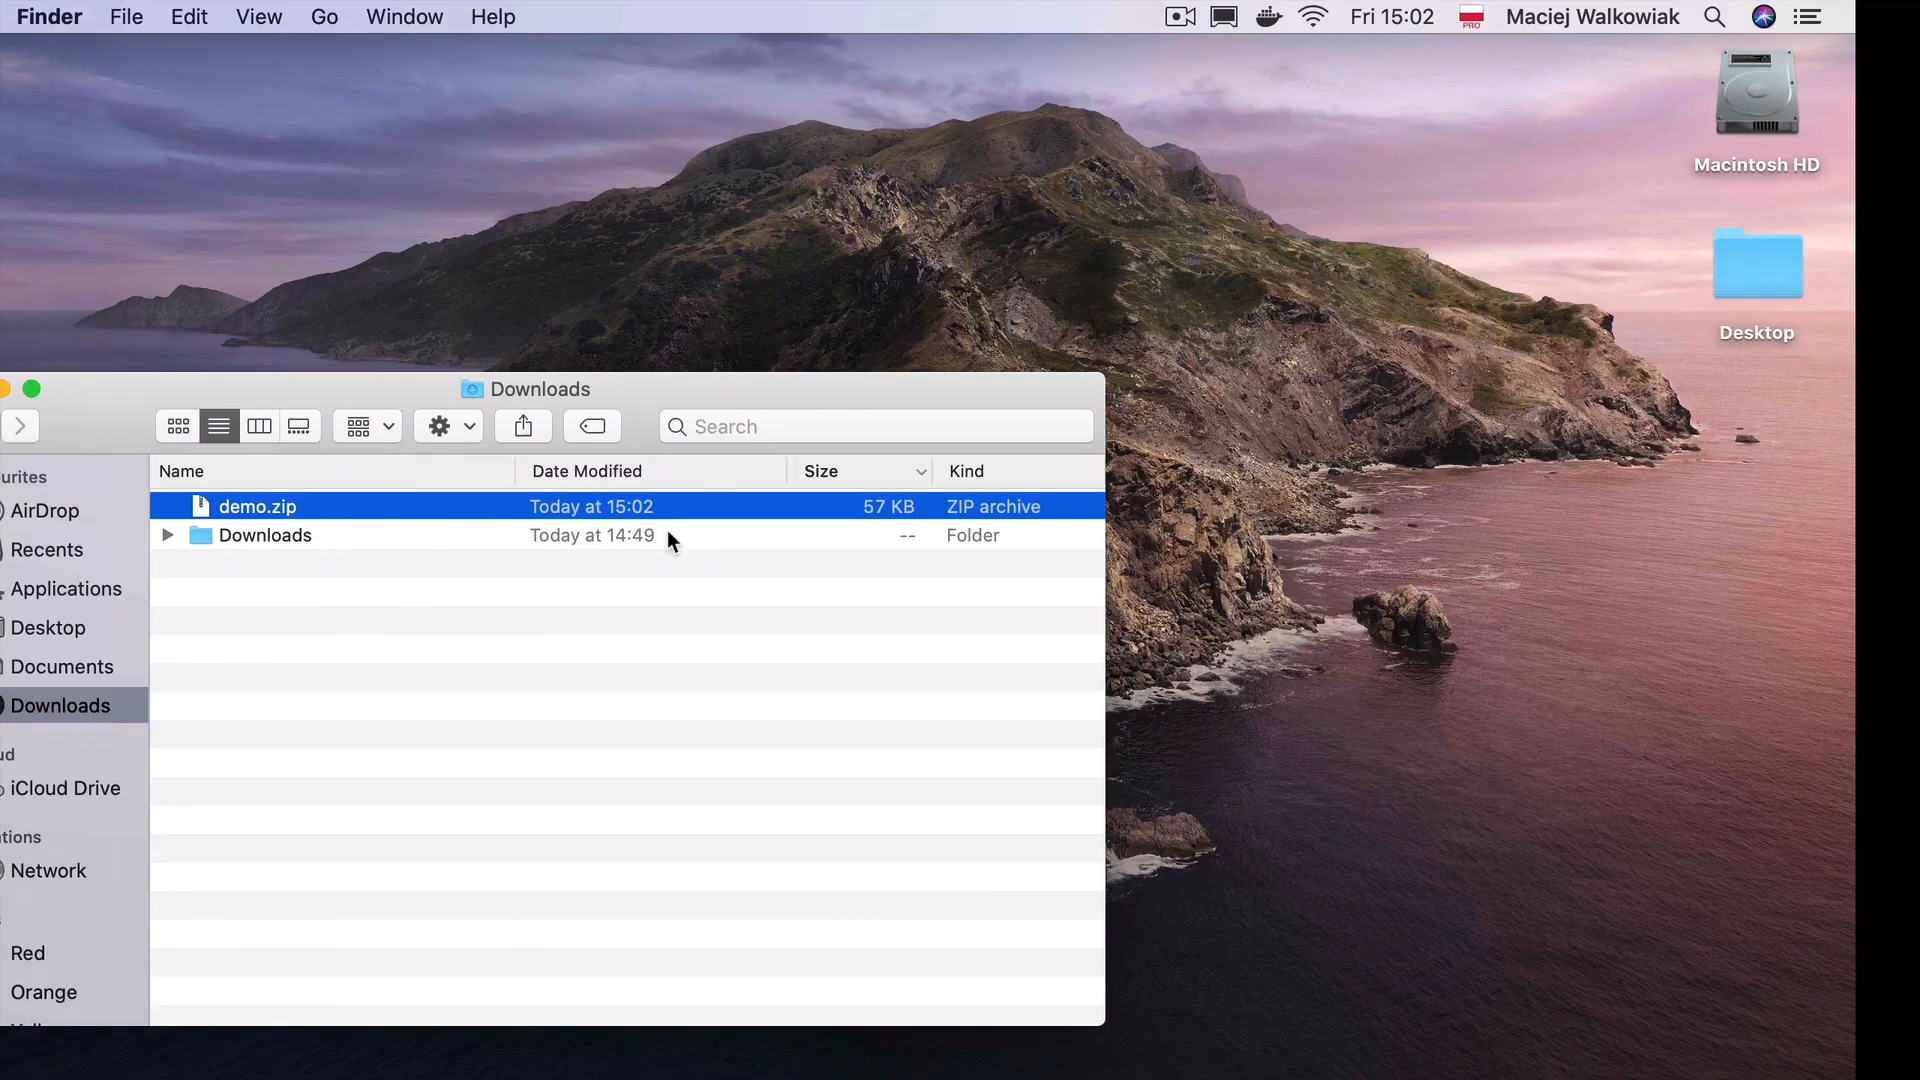 Finder File Edit View Go Window Help Fri 15:02 PRO Maciej Walkowiak
Macintosh HD
Desktop
Downloads
Search
Name Date Modified Size Kind
demo.zip Today at 15:02 57 KB ZIP archive
Downloads Today at 14:49 -- Folder
urites
AirDrop
Recents
Applications
Desktop
Documents
Downloads
ud
iCloud Drive
tions
Network
Red
Orange